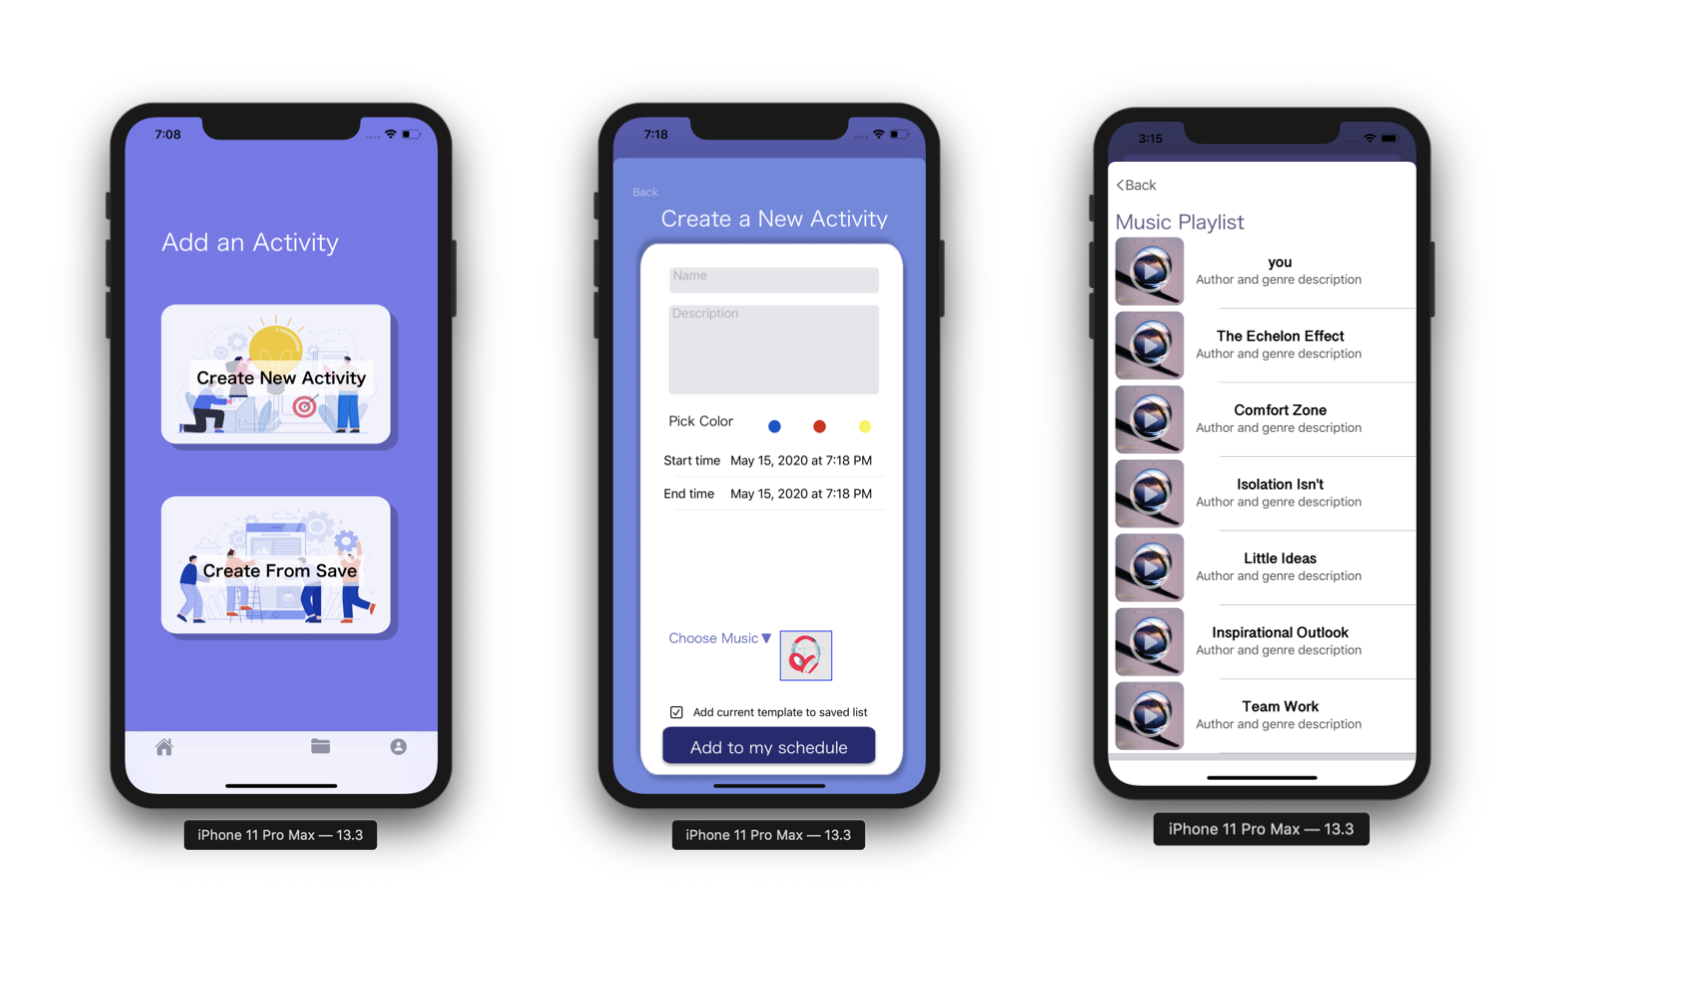 7:08
Add an Activity
Create New Activity
Create From Save
iPhone 11 Pro Max — 13.3
7:18
Back
Create a New Activity
Name
Description
Pick Color
Start time May 15, 2020 at 7:18 PM
End time May 15, 2020 at 7:18 PM
Choose Music ▼
Add current template to saved list
Add to my schedule
iPhone 11 Pro Max — 13.3
3:15
<Back
Music Playlist
you
Author and genre description
The Echelon Effect
Author and genre description
Comfort Zone
Author and genre description
Isolation Isn't
Author and genre description
Little Ideas
Author and genre description
Inspirational Outlook
Author and genre description
Team Work
Author and genre description
iPhone 11 Pro Max — 13.3